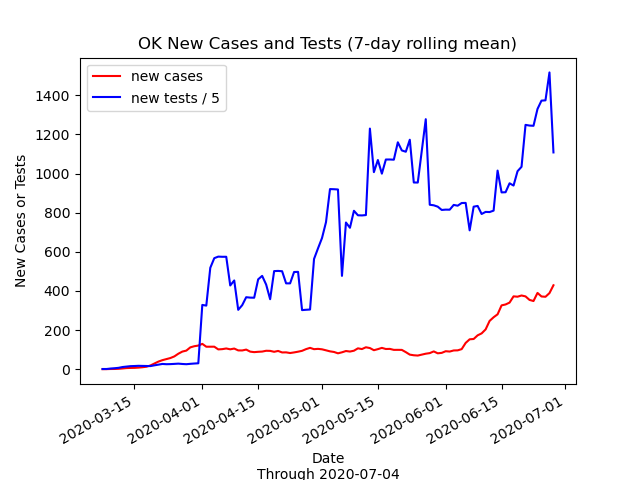 OK New Cases and Tests (7-day rolling mean)
new cases
new tests / 5
New Cases or Tests
1400
1200
1000
800
600
400
200
0
2020-03-15
2020-04-01
2020-04-15
2020-05-01
2020-05-15
2020-06-01
2020-06-15
2020-07-01
Date
Through 2020-07-04